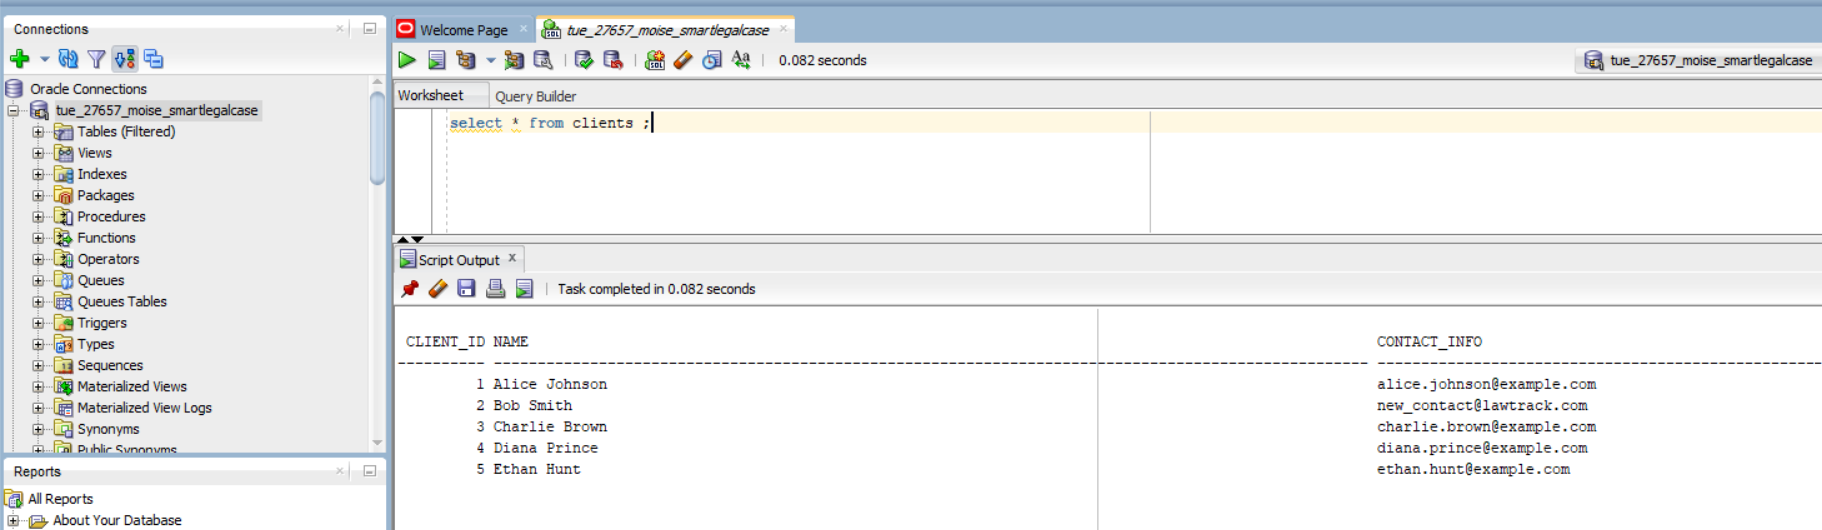 Connections
Oracle Connections
tue_27657_moise_smartlegalcase
Tables (Filtered)
Views
Indexes
Packages
Procedures
Functions
Operators
Queues
Queues Tables
Triggers
Types
Sequences
Materialized Views
Materialized View Logs
Synonyms
Public Synonyms
Reports
All Reports
About Your Database
Welcome Page
tue_27657_moise_smartlegalcase
0.082 seconds
tue_27657_moise_smartlegalcase
Worksheet Query Builder
select * from clients ;
Script Output
Task completed in 0.082 seconds
CLIENT_ID NAME CONTACT_INFO
1 Alice Johnson alice.johnson@example.com
2 Bob Smith new_contact@lawtrack.com
3 Charlie Brown charlie.brown@example.com
4 Diana Prince diana.prince@example.com
5 Ethan Hunt ethan.hunt@example.com